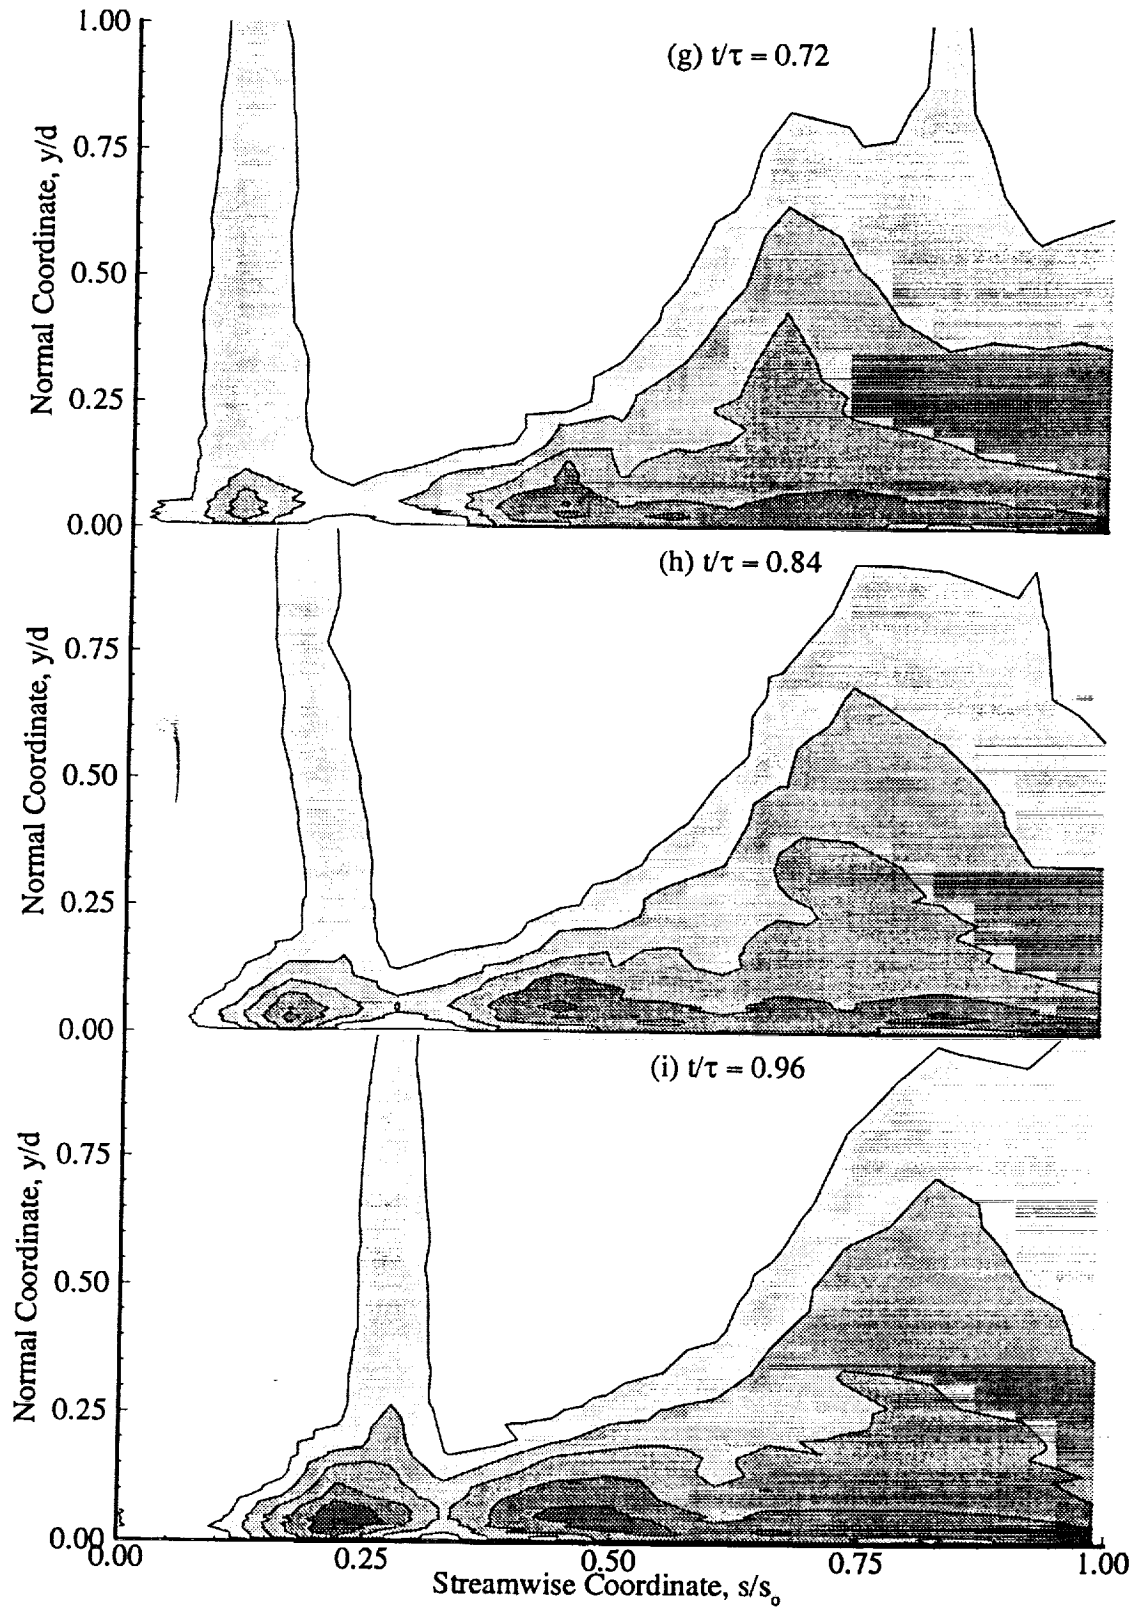 1.00
(g) t/τ = 0.72
0.75
Normal Coordinate, y/d
0.50
0.25
0.00
(h) t/τ = 0.84
0.75
Normal Coordinate, y/d
0.50
0.25
0.00
(i) t/τ = 0.96
0.75
Normal Coordinate, y/d
0.50
0.25
0.00
0.00 0.25 0.50 0.75 1.00
Streamwise Coordinate, s/sₒ